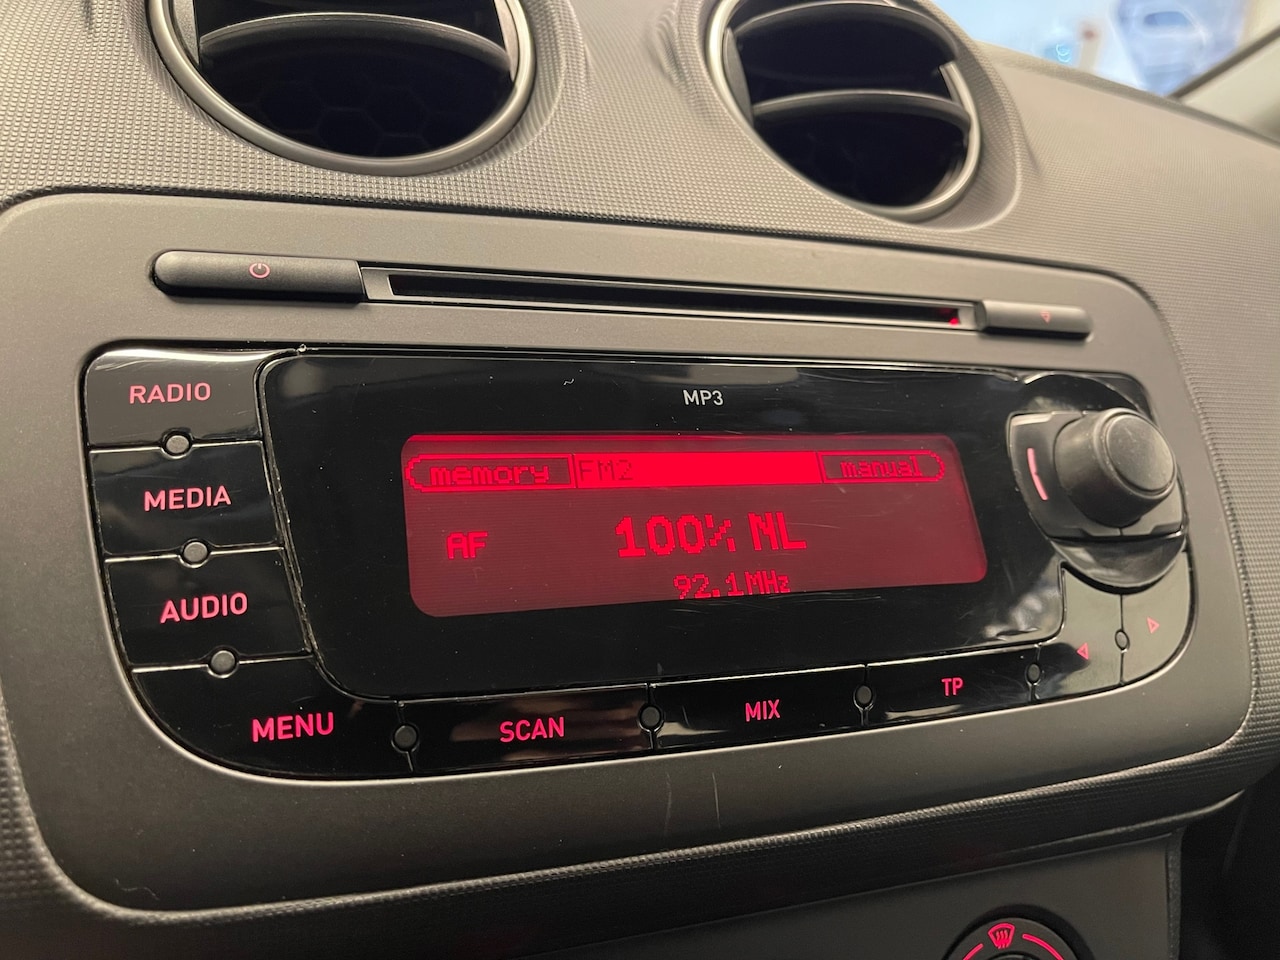 RADIO
MP3
MEDIA
memory FM2 manual
AF 100% NL
92.1MHz
AUDIO
MENU SCAN MIX TP